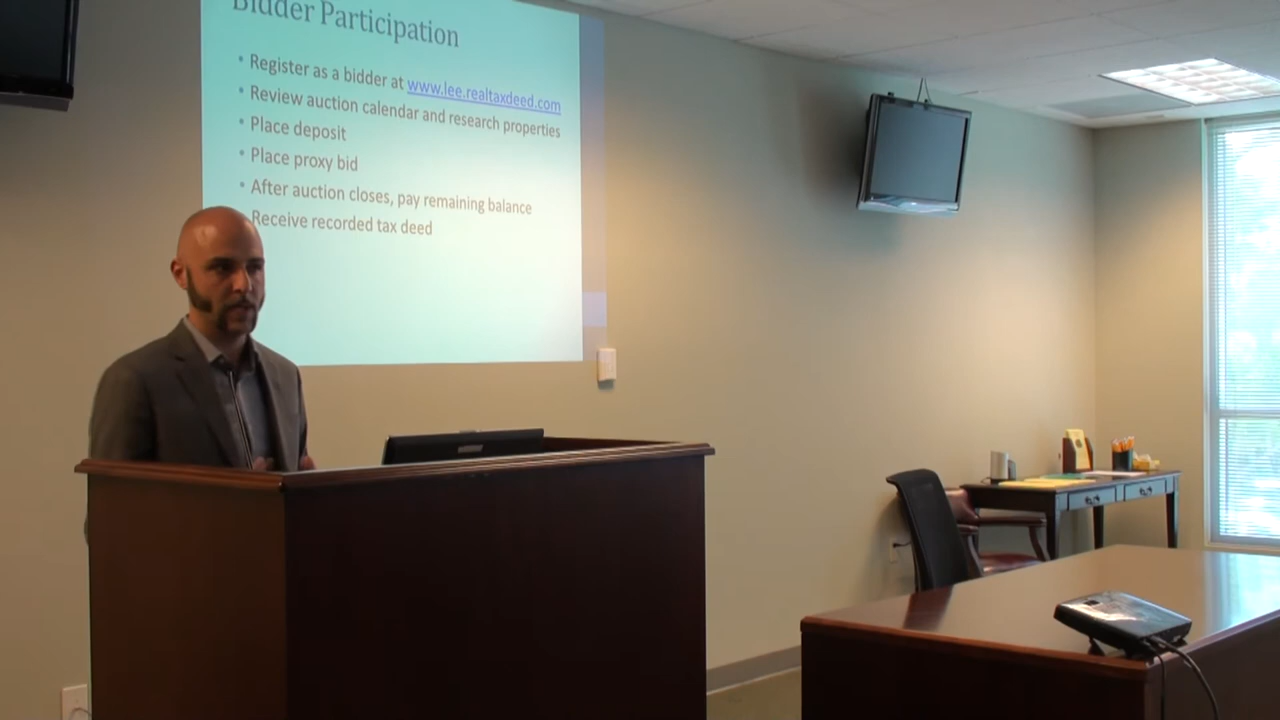 Bidder Participation
• Register as a bidder at www.lee.realtaxdeed.com
• Review auction calendar and research properties
• Place deposit
• Place proxy bid
• After auction closes, pay remaining balance
• Receive recorded tax deed